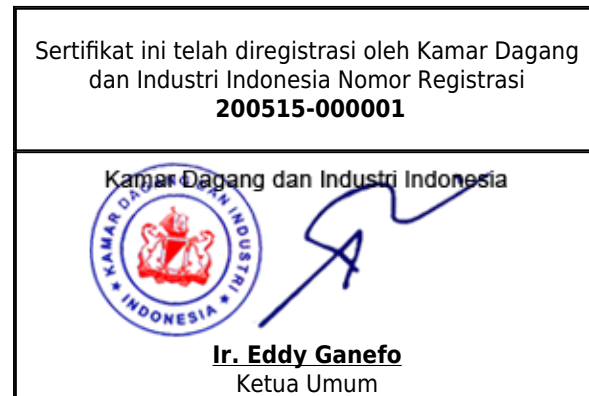 Sertifikat ini telah diregistrasi oleh Kamar Dagang
dan Industri Indonesia Nomor Registrasi
200515-000001
Kamar Dagang dan Industri Indonesia
KAMAR DAGANG DAN INDUSTRI
INDONESIA
Ir. Eddy Ganefo
Ketua Umum